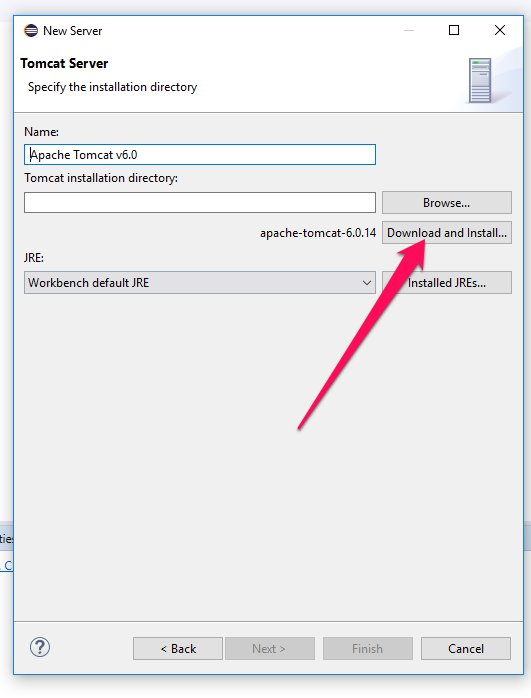 New Server
Tomcat Server
Specify the installation directory
Name:
Apache Tomcat v6.0
Tomcat installation directory:
Browse...
apache-tomcat-6.0.14 Download and Install...
JRE:
Workbench default JRE Installed JREs...
ties
C
? < Back Next > Finish Cancel